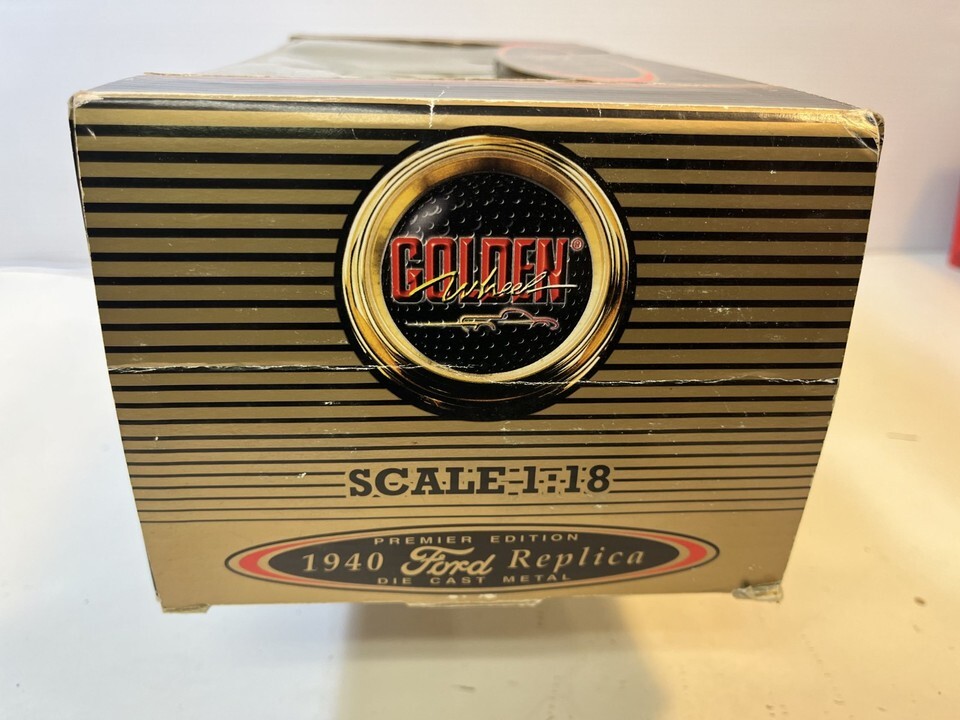 GOLDEN®
Wheel
SCALE 1:18
PREMIER EDITION
1940 Ford Replica
DIE CAST METAL